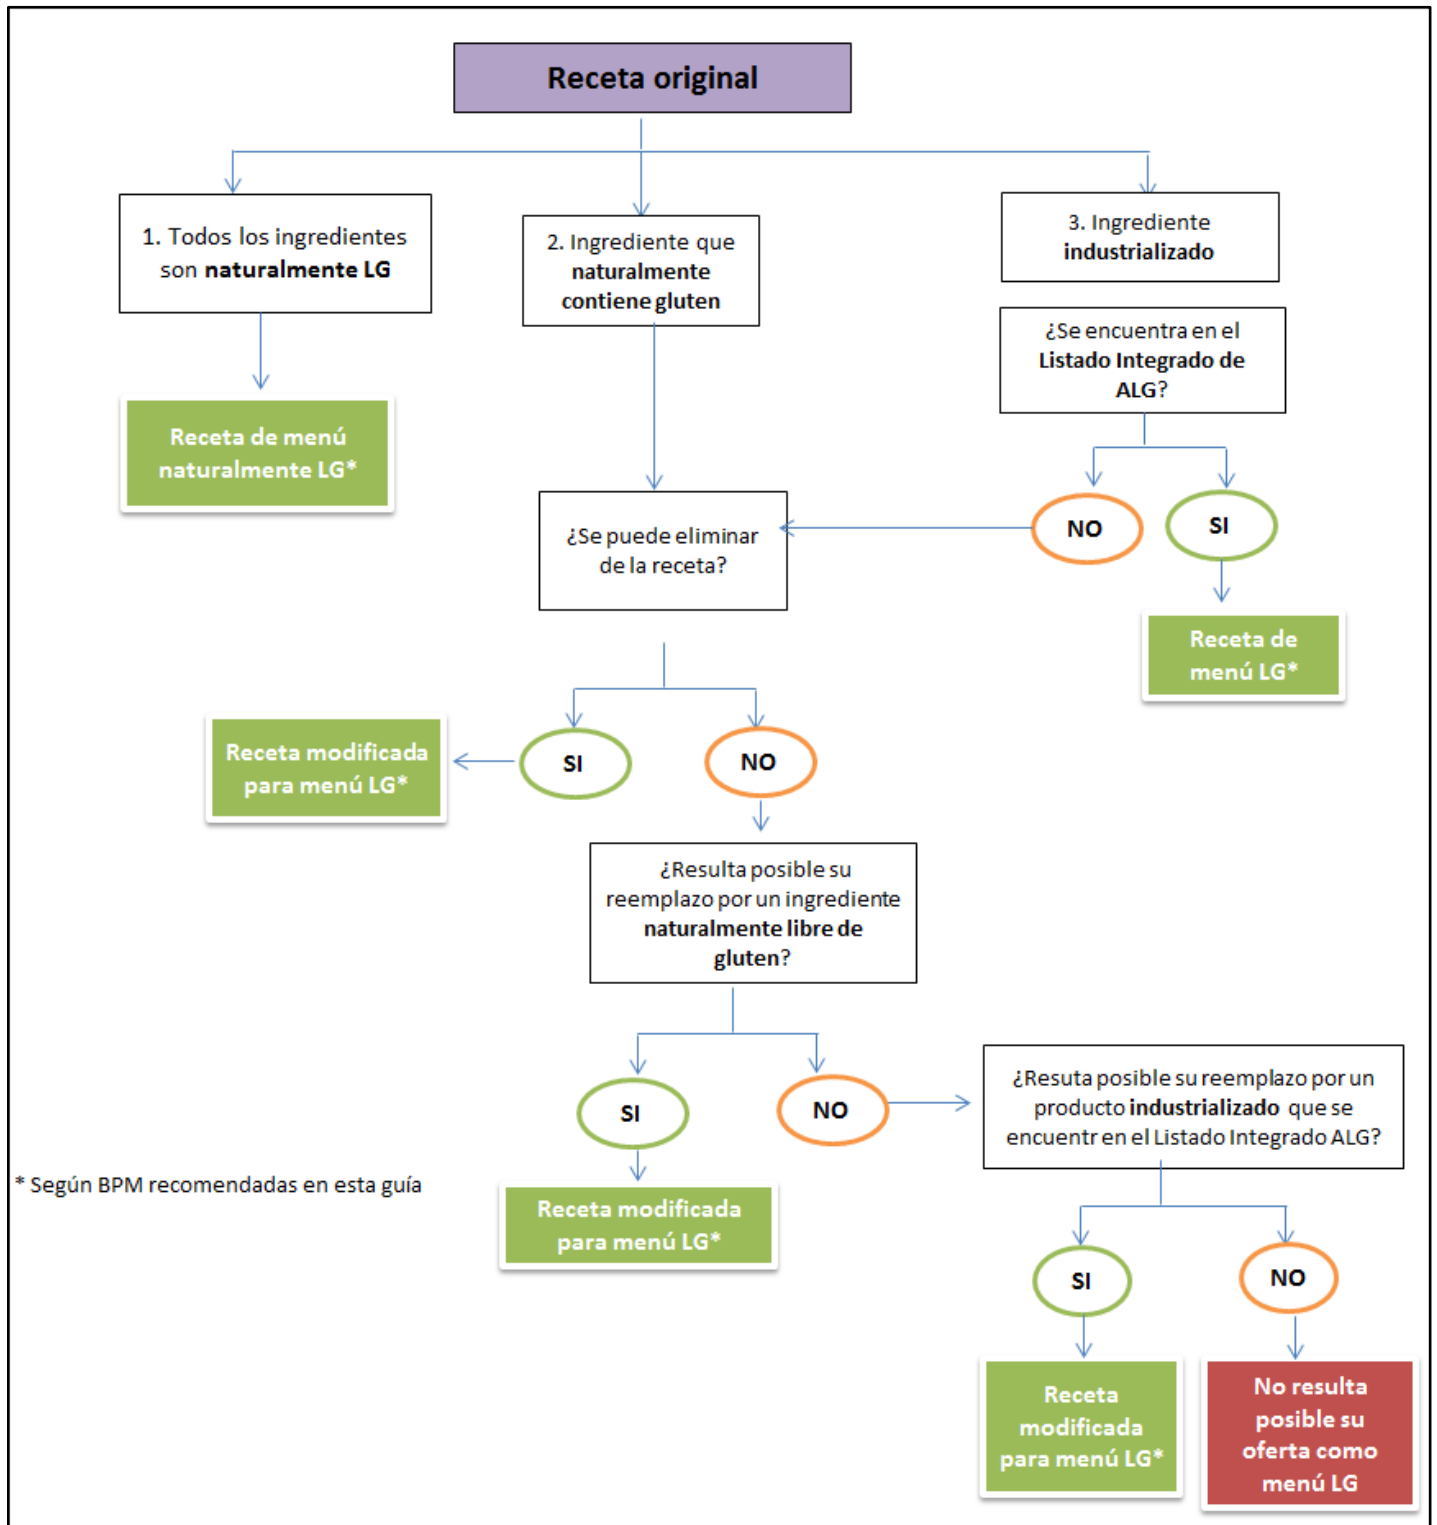 Receta original
1. Todos los ingredientes
son naturalmente LG
2. Ingrediente que
naturalmente
contiene gluten
3. Ingrediente
industrializado
¿Se encuentra en el
Listado Integrado de
ALG?
Receta de menú
naturalmente LG*
NO
SI
¿Se puede eliminar
de la receta?
Receta de
menú LG*
Receta modificada
para menú LG*
SI
NO
¿Resulta posible su
reemplazo por un ingrediente
naturalmente libre de
gluten?
SI
NO
¿Resuta posible su reemplazo por un
producto industrializado que se
encuentr en el Listado Integrado ALG?
* Según BPM recomendadas en esta guía
Receta modificada
para menú LG*
SI
NO
Receta
modificada
para menú LG*
No resulta
posible su
oferta como
menú LG